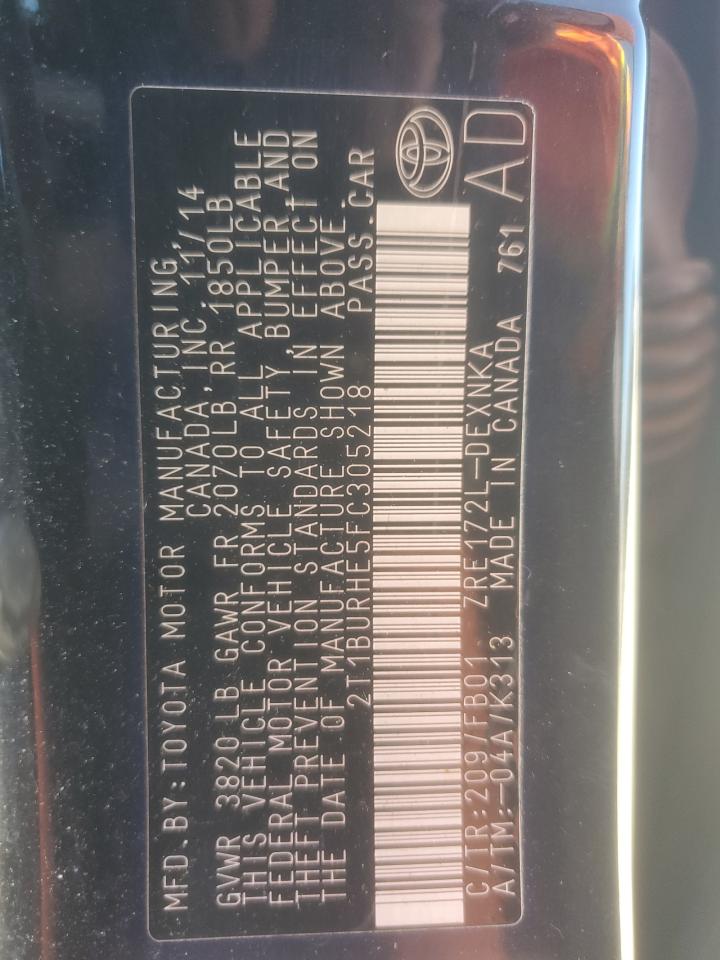 MFD.BY:TOYOTA MOTOR MANUFACTURING,
CANADA,INC.11/14
GVWR 3820LB GAWR FR 2070LB,RR 1850LB
THIS VEHICLE CONFORMS TO ALL APPLICABLE
FEDERAL MOTOR VEHICLE SAFETY,BUMPER,AND
THEFT PREVENTION STANDARDS IN EFFECT ON
THE DATE OF MANUFACTURE SHOWN ABOVE.
2T1BURHE5FC305218 PASS.CAR
C/TR:209/FB01 ZRE172L-DEXNKA
A/TM:-04A/K313 MADE IN CANADA 761 AD